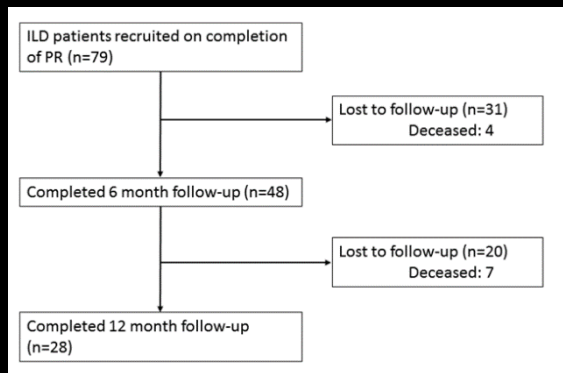 ILD patients recruited on completion
of PR (n=79)
Lost to follow-up (n=31)
Deceased: 4
Completed 6 month follow-up (n=48)
Lost to follow-up (n=20)
Deceased: 7
Completed 12 month follow-up
(n=28)